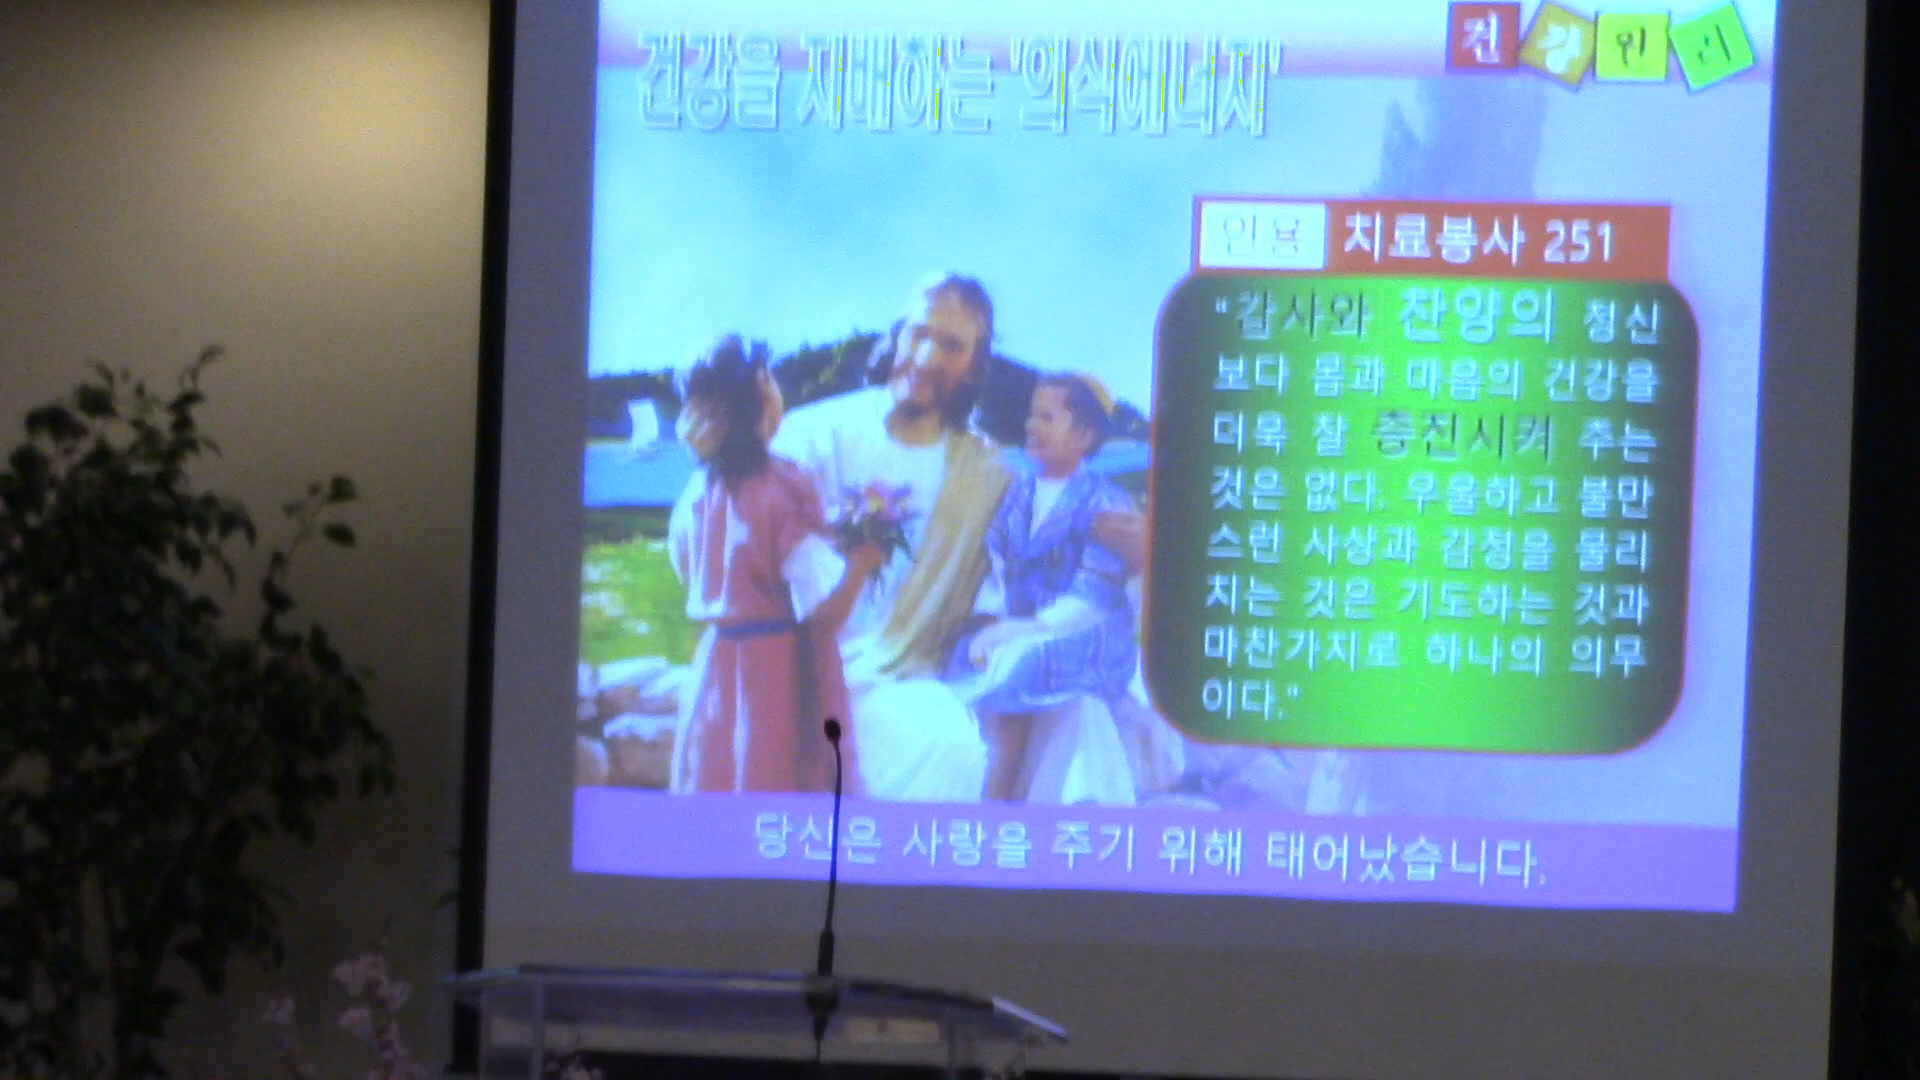 건강을 지배하는 '의식에너지'
건강원리
인용 치료봉사 251
"감사와 찬양의 정신
보다 몸과 마음의 건강을
더욱 잘 증진시켜 주는
것은 없다. 우울하고 불만
스런 사상과 감정을 물리
치는 것은 기도하는 것과
마찬가지로 하나의 의무
이다."
당신은 사랑을 주기 위해 태어났습니다.